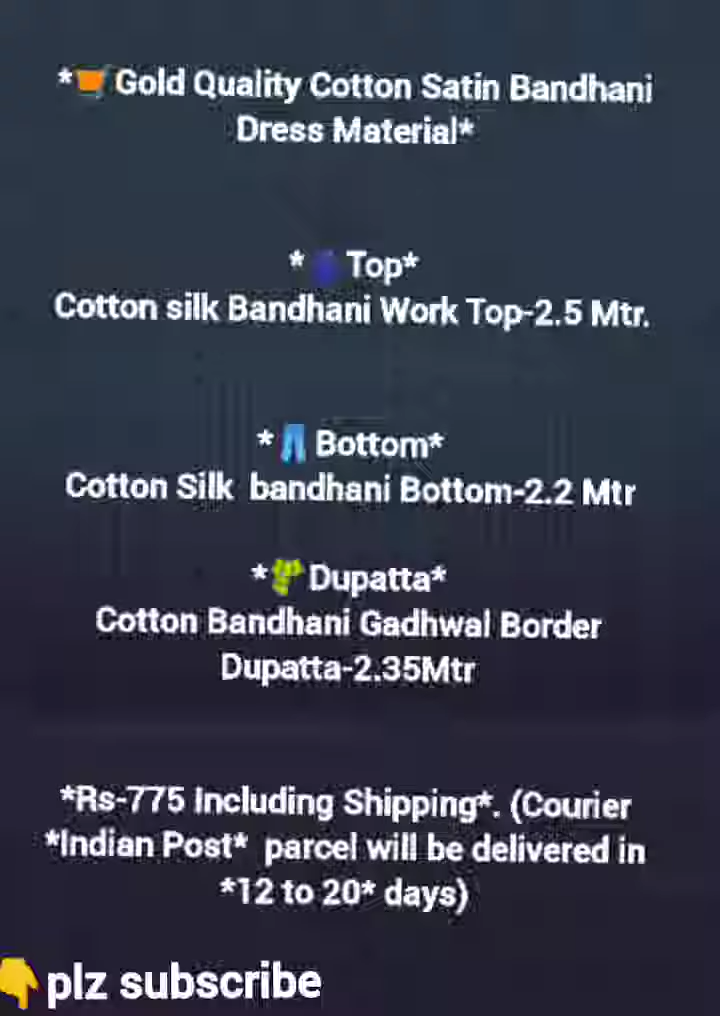 *🛒Gold Quality Cotton Satin Bandhani
Dress Material*
* Top*
Cotton silk Bandhani Work Top-2.5 Mtr.
*👖Bottom*
Cotton Silk  bandhani Bottom-2.2 Mtr
*Dupatta*
Cotton Bandhani Gadhwal Border
Dupatta-2.35Mtr
*Rs-775 Including Shipping*. (Courier
*Indian Post*  parcel will be delivered in
*12 to 20* days)
👇plz subscribe